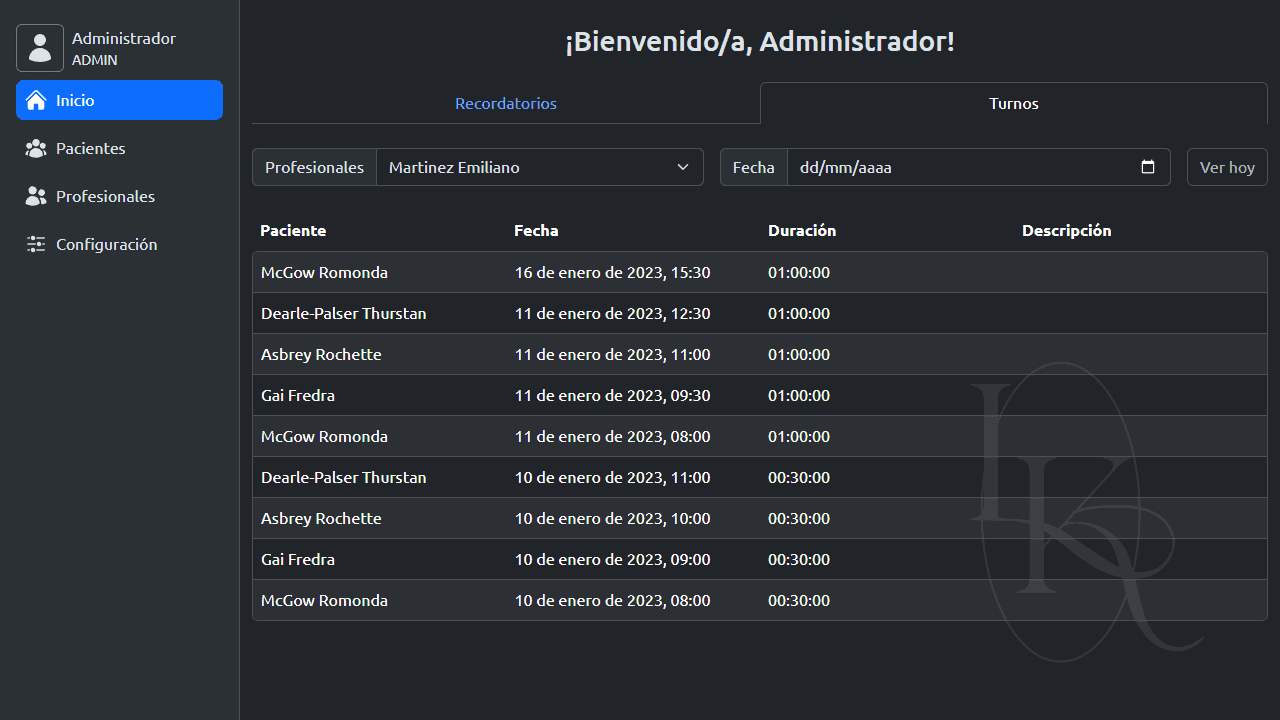 Administrador
ADMIN
Inicio
Pacientes
Profesionales
Configuración
¡Bienvenido/a, Administrador!
Recordatorios Turnos
Profesionales Martinez Emiliano Fecha dd/mm/aaaa Ver hoy
Paciente Fecha Duración Descripción
McGow Romonda 16 de enero de 2023, 15:30 01:00:00
Dearle-Palser Thurstan 11 de enero de 2023, 12:30 01:00:00
Asbrey Rochette 11 de enero de 2023, 11:00 01:00:00
Gai Fredra 11 de enero de 2023, 09:30 01:00:00
McGow Romonda 11 de enero de 2023, 08:00 01:00:00
Dearle-Palser Thurstan 10 de enero de 2023, 11:00 00:30:00
Asbrey Rochette 10 de enero de 2023, 10:00 00:30:00
Gai Fredra 10 de enero de 2023, 09:00 00:30:00
McGow Romonda 10 de enero de 2023, 08:00 00:30:00